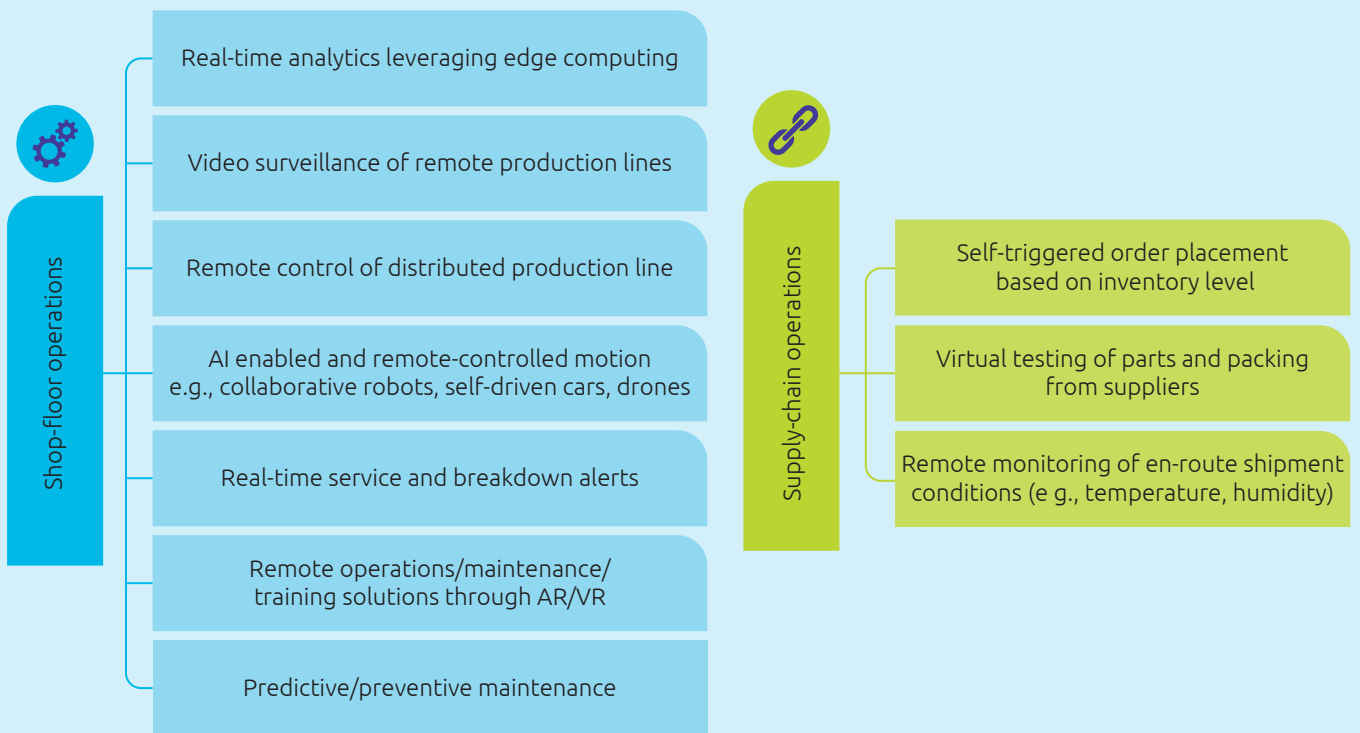 Shop-floor operations
Real-time analytics leveraging edge computing
Video surveillance of remote production lines
Remote control of distributed production line
AI enabled and remote-controlled motion
e.g., collaborative robots, self-driven cars, drones
Real-time service and breakdown alerts
Remote operations/maintenance/
training solutions through AR/VR
Predictive/preventive maintenance
Supply-chain operations
Self-triggered order placement
based on inventory level
Virtual testing of parts and packing
from suppliers
Remote monitoring of en-route shipment
conditions (e g., temperature, humidity)